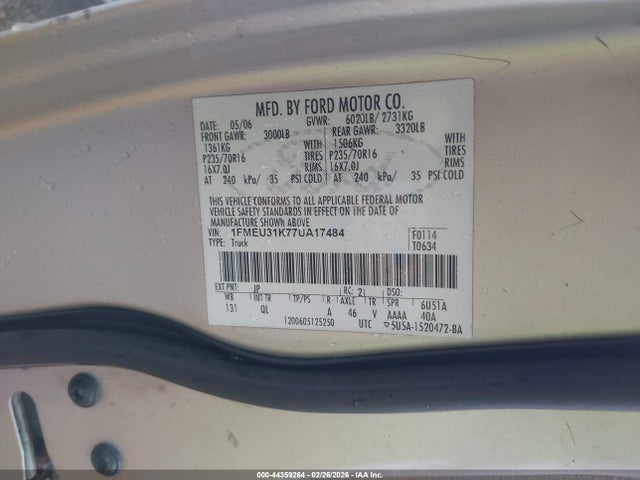 MFD. BY FORD MOTOR CO.
DATE: 05/06 GVWR: 6020LB/ 2731KG
FRONT GAWR: 3000LB REAR GAWR: 3320LB
1361KG WITH 1506KG WITH
P235/70R16 TIRES P235/70R16 TIRES
16X7.0J RIMS 16X7.0J RIMS
AT 240 kPa/ 35 PSI COLD AT 240 kPa/ 35 PSI COLD
THIS VEHICLE CONFORMS TO ALL APPLICABLE FEDERAL MOTOR
VEHICLE SAFETY STANDARDS IN EFFECT ON THE DATE OF
MANUFACTURE SHOWN ABOVE.
VIN: 1FMEU31K77UA17484 F0114
TYPE: Truck T0634
EXT PNT: JP RC: 21 DSO:
WB INT TR TP/PS R AXLE TR SPR 6US1A
131 QL A 46 V AAAA 40A
1200605125250 UTC ▽5U5A-1520472-BA
000-44359264 - 02/26/2026 - IAA Inc.